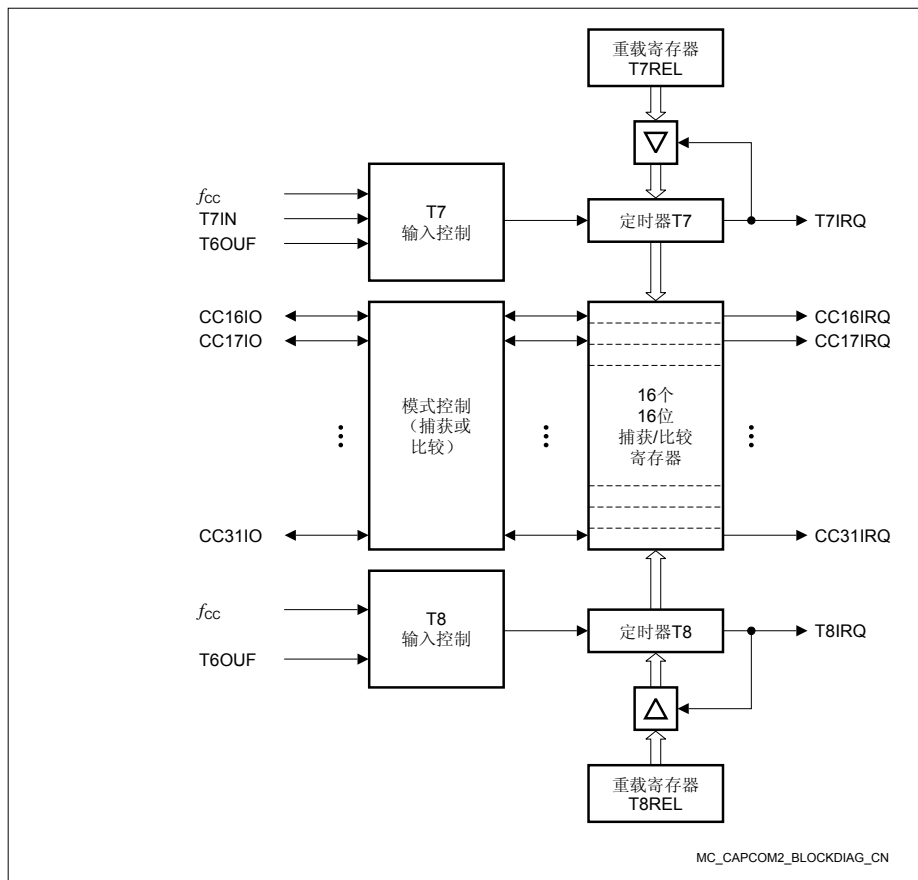 重载寄存器
T7REL
fCC
T7IN
T6OUF
T7
输入控制
定时器T7
T7IRQ
CC16IO
CC17IO
CC31IO
模式控制
（捕获或
比较）
16个
16位
捕获/比较
寄存器
CC16IRQ
CC17IRQ
CC31IRQ
fCC
T6OUF
T8
输入控制
定时器T8
T8IRQ
重载寄存器
T8REL
MC_CAPCOM2_BLOCKDIAG_CN